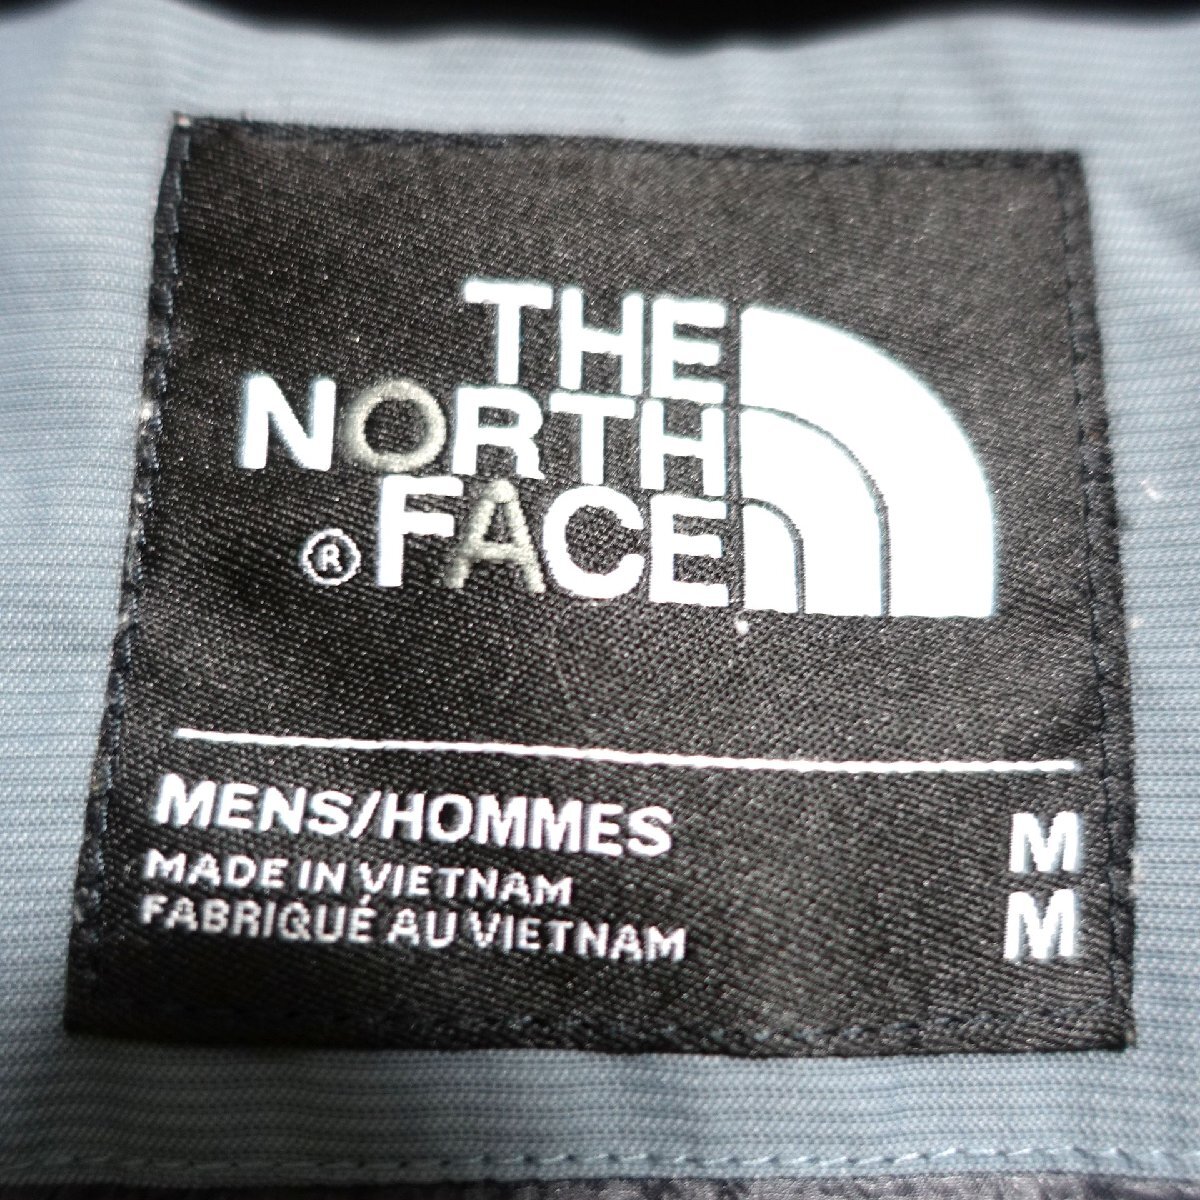 THE
NORTH
® FACE
MENS/HOMMES M
MADE IN VIETNAM
FABRIQUÉ AU VIETNAM M